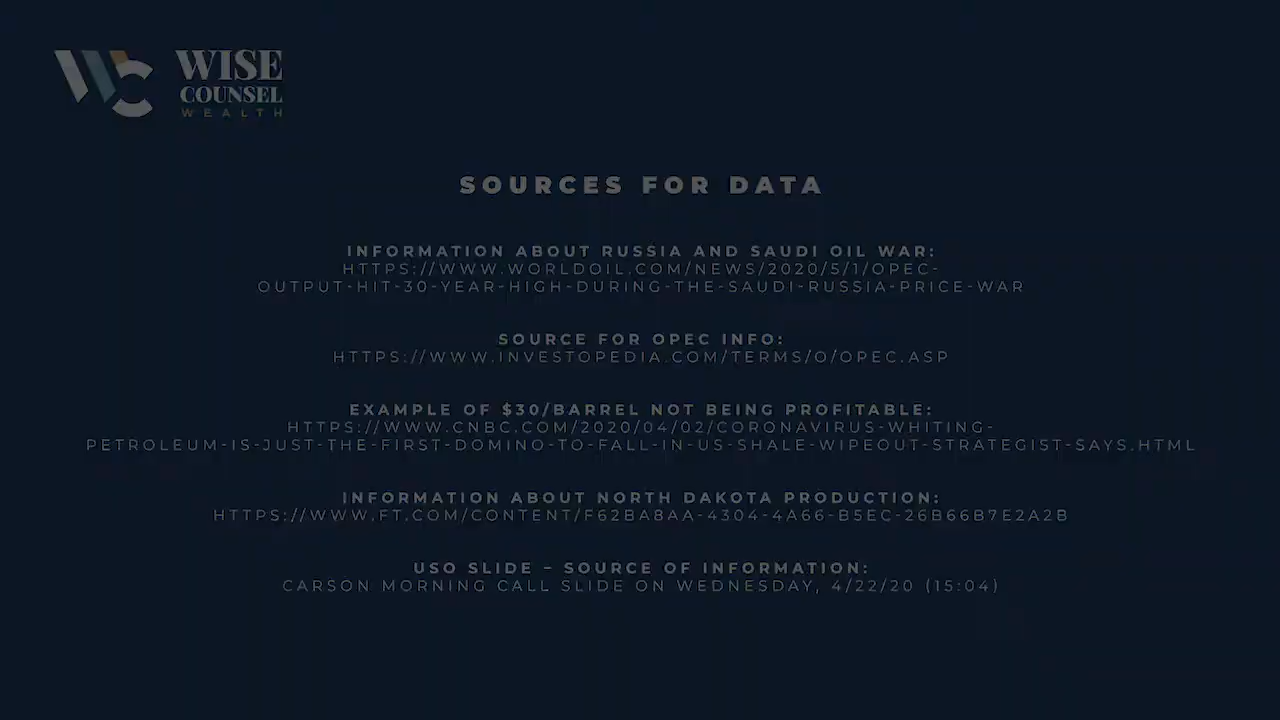 WC
WISE
COUNSEL
WEALTH
SOURCES FOR DATA
INFORMATION ABOUT RUSSIA AND SAUDI OIL WAR:
HTTPS://WWW.WORLDOIL.COM/NEWS/2020/5/1/OPEC-
OUTPUT-HIT-30-YEAR-HIGH-DURING-THE-SAUDI-RUSSIA-PRICE-WAR
SOURCE FOR OPEC INFO:
HTTPS://WWW.INVESTOPEDIA.COM/TERMS/O/OPEC.ASP
EXAMPLE OF $30/BARREL NOT BEING PROFITABLE:
HTTPS://WWW.CNBC.COM/2020/04/02/CORONAVIRUS-WHITING-
PETROLEUM-IS-JUST-THE-FIRST-DOMINO-TO-FALL-IN-US-SHALE-WIPEOUT-STRATEGIST-SAYS.HTML
INFORMATION ABOUT NORTH DAKOTA PRODUCTION:
HTTPS://WWW.FT.COM/CONTENT/F62BA8AA-4304-4A66-B5EC-26B66B7E2A2B
USO SLIDE – SOURCE OF INFORMATION:
CARSON MORNING CALL SLIDE ON WEDNESDAY, 4/22/20 (15:04)